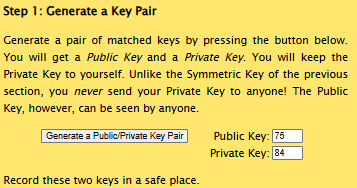 Step 1: Generate a Key Pair
Generate a pair of matched keys by pressing the button below.
You will get a Public Key and a Private Key. You will keep the
Private Key to yourself. Unlike the Symmetric Key of the previous
section, you never send your Private Key to anyone! The Public
Key, however, can be seen by anyone.
Generate a Public/Private Key Pair Public Key: 75
Private Key: 84
Record these two keys in a safe place.